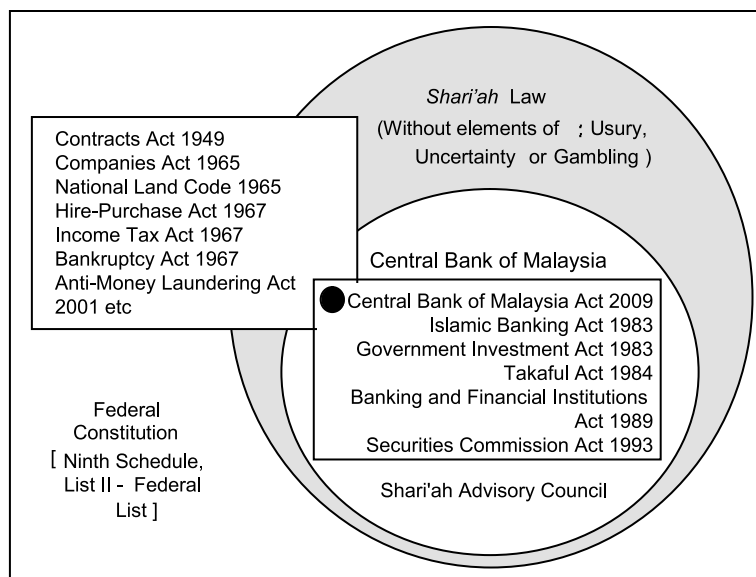 Shari'ah Law
(Without elements of ; Usury,
Uncertainty or Gambling )
Contracts Act 1949
Companies Act 1965
National Land Code 1965
Hire-Purchase Act 1967
Income Tax Act 1967
Bankruptcy Act 1967
Anti-Money Laundering Act
2001 etc
Central Bank of Malaysia
Central Bank of Malaysia Act 2009
Islamic Banking Act 1983
Government Investment Act 1983
Takaful Act 1984
Banking and Financial Institutions
Act 1989
Securities Commission Act 1993
Shari'ah Advisory Council
Federal
Constitution
[ Ninth Schedule,
List II - Federal
List ]